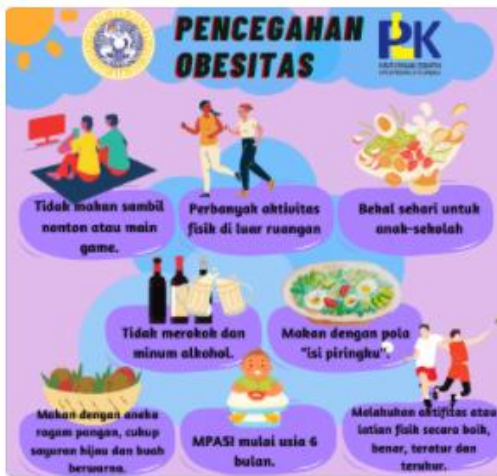 PENCEGAHAN
OBESITAS
Tidak makan sambil
nonton atau main
game.
Perbanyak aktivitas
fisik di luar ruangan
Bekal sehari untuk
anak-sekolah
Tidak merokok dan
minum alkohol.
Makan dengan pola
"isi piringku".
Makan dengan aneka
ragam pangan, cukup
sayuran hijau dan buah
berwarna.
MPASI mulai usia 6
bulan.
Melakukan aktifitas atau
latian fisik secara baik,
benar, teratur dan
terukur.